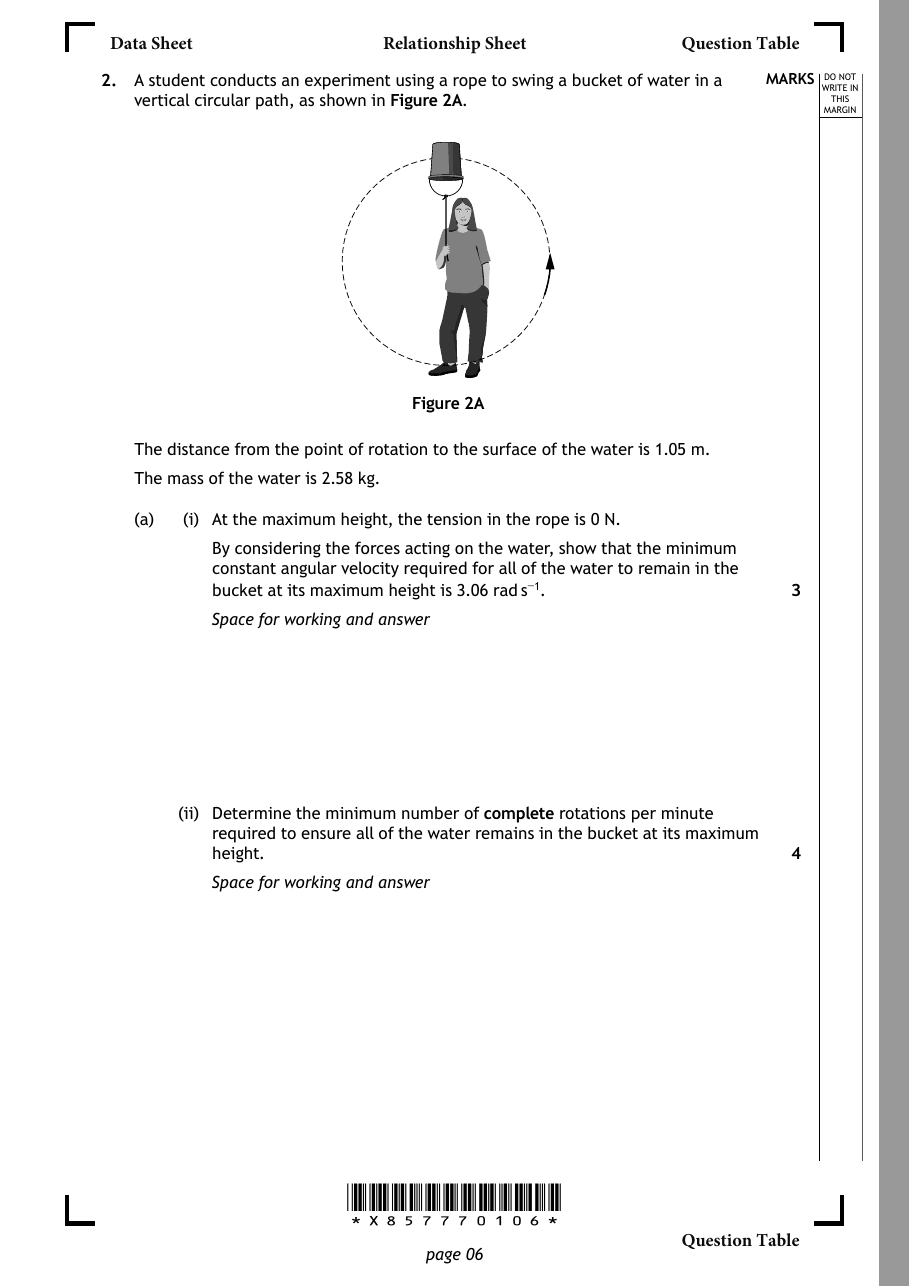 Data Sheet Relationship Sheet Question Table
2. A student conducts an experiment using a rope to swing a bucket of water in a
vertical circular path, as shown in Figure 2A.
MARKS
DO NOT
WRITE IN
THIS
MARGIN
Figure 2A
The distance from the point of rotation to the surface of the water is 1.05 m.
The mass of the water is 2.58 kg.
(a) (i) At the maximum height, the tension in the rope is 0 N.
By considering the forces acting on the water, show that the minimum
constant angular velocity required for all of the water to remain in the
bucket at its maximum height is 3.06 rad s⁻¹. 3
Space for working and answer
(ii) Determine the minimum number of complete rotations per minute
required to ensure all of the water remains in the bucket at its maximum
height. 4
Space for working and answer
* X 8 5 7 7 7 0 1 0 6 *
Question Table
page 06